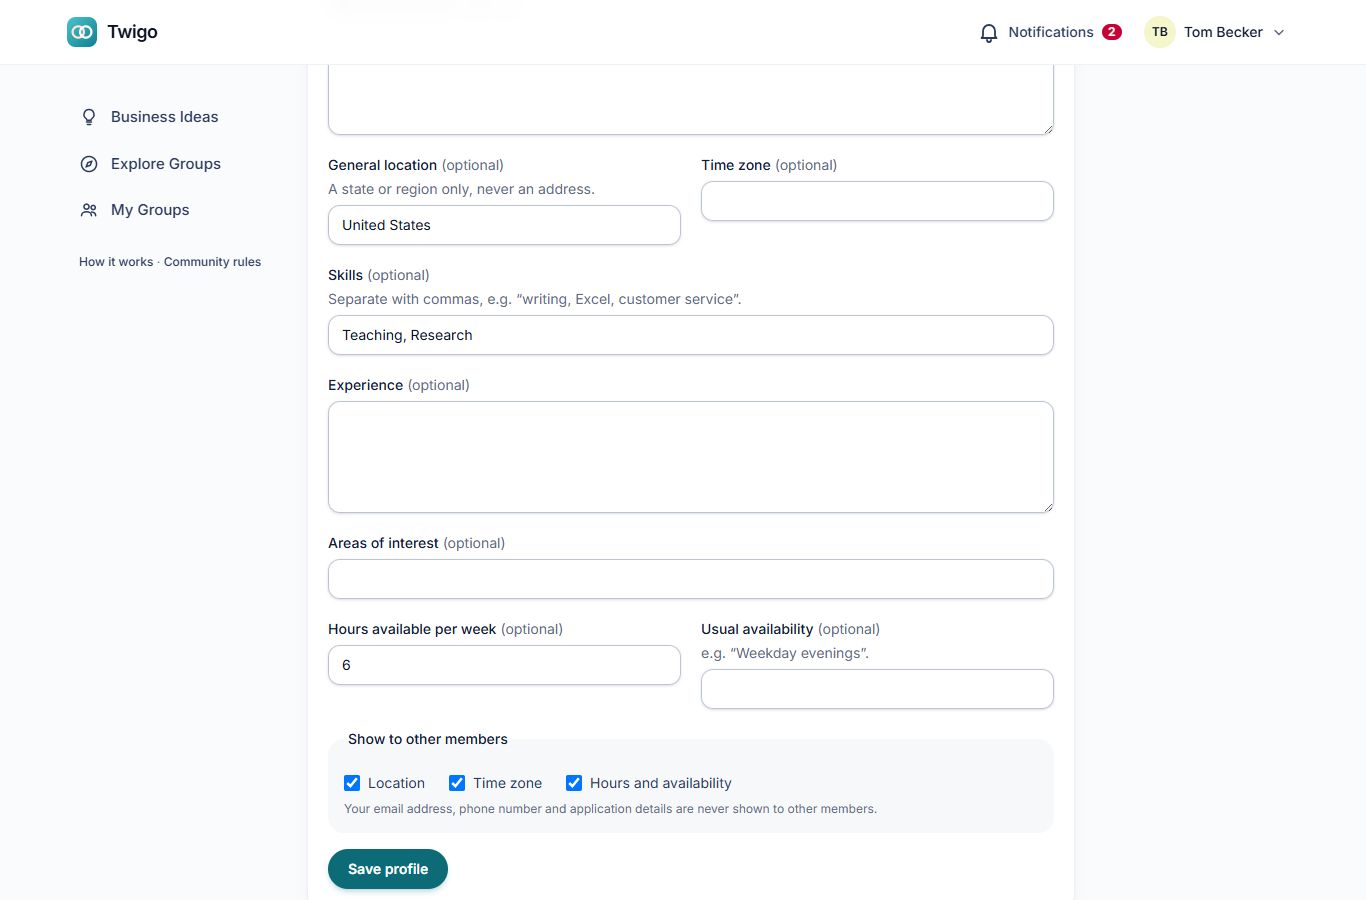 Twigo
Notifications 2
TB Tom Becker
Business Ideas
Explore Groups
My Groups
How it works · Community rules
General location (optional)
A state or region only, never an address.
United States
Time zone (optional)
Skills (optional)
Separate with commas, e.g. “writing, Excel, customer service”.
Teaching, Research
Experience (optional)
Areas of interest (optional)
Hours available per week (optional)
6
Usual availability (optional)
e.g. “Weekday evenings”.
Show to other members
Location
Time zone
Hours and availability
Your email address, phone number and application details are never shown to other members.
Save profile